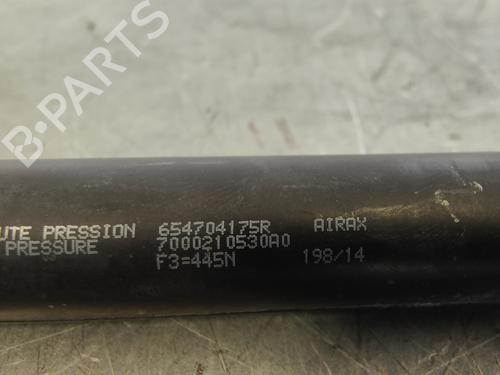 B-PARTS
UTE PRESSION 654704175R AIRAX
PRESSURE 7000210530A0
F3=445N 198/14